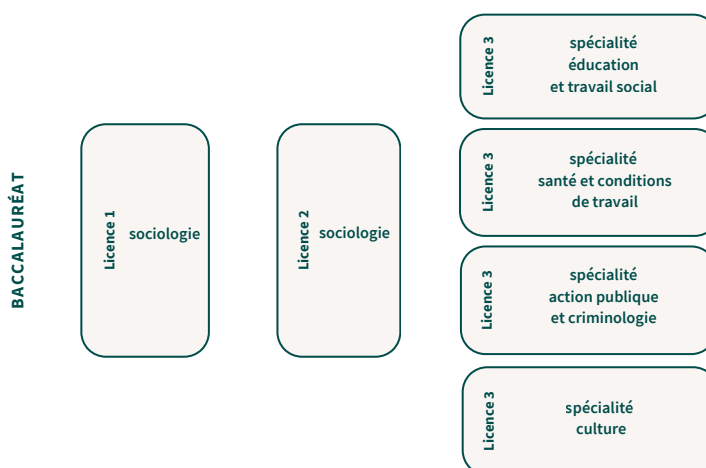 BACCALAURÉAT
Licence 1
sociologie
Licence 2
sociologie
Licence 3
spécialité
éducation
et travail social
Licence 3
spécialité
santé et conditions
de travail
Licence 3
spécialité
action publique
et criminologie
Licence 3
spécialité
culture